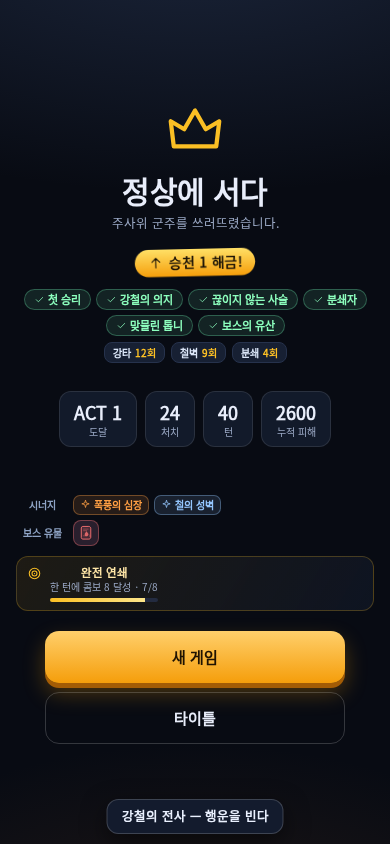 정상에 서다
주사위 군주를 쓰러뜨렸습니다.
↑ 승천 1 해금!
✓ 첫 승리 ✓ 강철의 의지 ✓ 끊이지 않는 사슬 ✓ 분쇄자
✓ 맞물린 톱니 ✓ 보스의 유산
강타 12회 철벽 9회 분쇄 4회
ACT 1 24 40 2600
도달 처치 턴 누적 피해
시너지 폭풍의 심장 철의 성벽
보스 유물
완전 연쇄
한 턴에 콤보 8 달성 · 7/8
새 게임
타이틀
강철의 전사 — 행운을 빈다